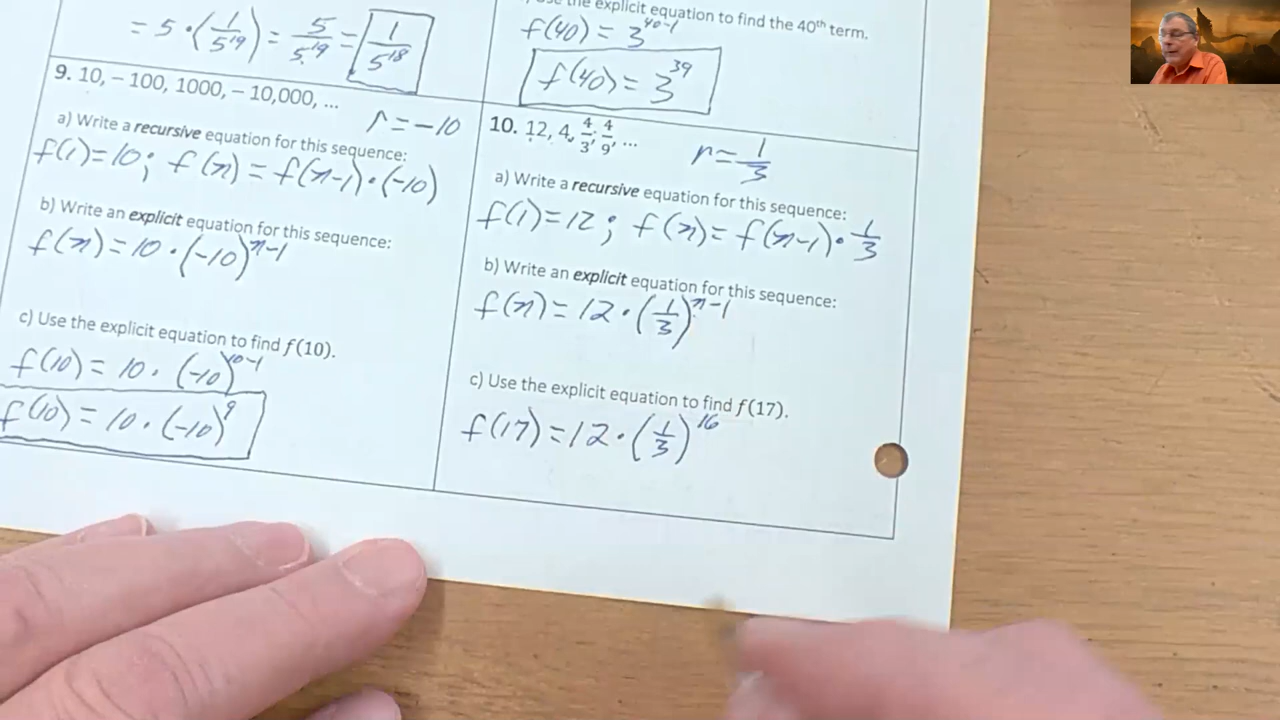 = 5 · (1/5^19) = 5/5^19 = 1/5^18
the explicit equation to find the 40th term.
f(40) = 3^40-1
f(40) = 3^39
9. 10, – 100, 1000, – 10,000, ...
r = -10
a) Write a recursive equation for this sequence:
f(1) = 10; f(n) = f(n-1) · (-10)
b) Write an explicit equation for this sequence:
f(n) = 10 · (-10)^n-1
c) Use the explicit equation to find f(10).
f(10) = 10 · (-10)^10-1
f(10) = 10 · (-10)^9
10. 12, 4, 4/3, 4/9, ...
r = 1/3
a) Write a recursive equation for this sequence:
f(1) = 12; f(n) = f(n-1) · 1/3
b) Write an explicit equation for this sequence:
f(n) = 12 · (1/3)^n-1
c) Use the explicit equation to find f(17).
f(17) = 12 · (1/3)^16